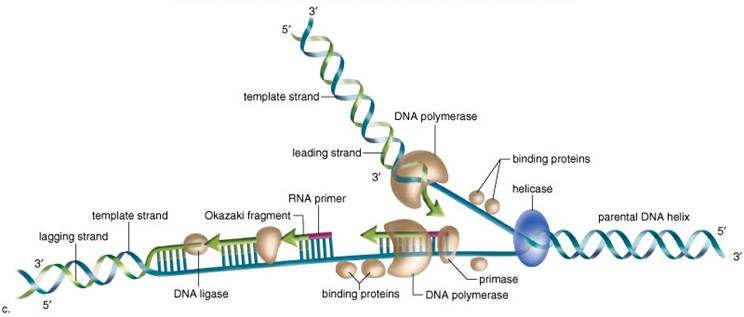 3′
5′
template strand
DNA polymerase
leading strand
binding proteins
3′
helicase
RNA primer
Okazaki fragment
template strand
parental DNA helix
lagging strand
5′
3′
3′
primase
DNA ligase
binding proteins
DNA polymerase
5′
c.